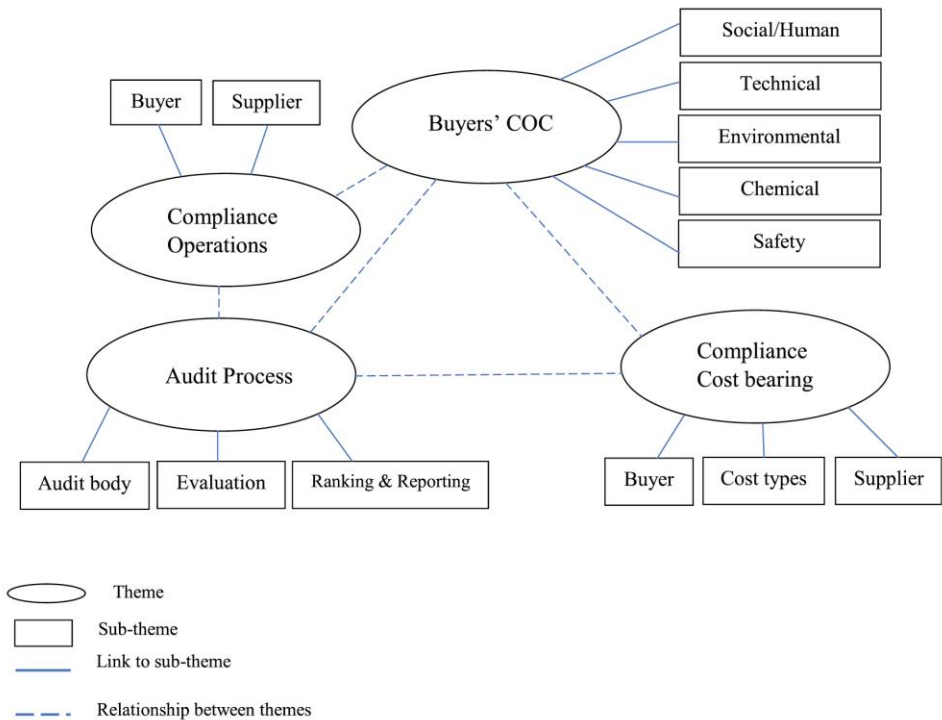 Social/Human
Buyer
Supplier
Technical
Buyers’ COC
Environmental
Chemical
Compliance
Operations
Safety
Compliance
Cost bearing
Audit Process
Audit body
Evaluation
Ranking & Reporting
Buyer
Cost types
Supplier
Theme
Sub-theme
Link to sub-theme
Relationship between themes